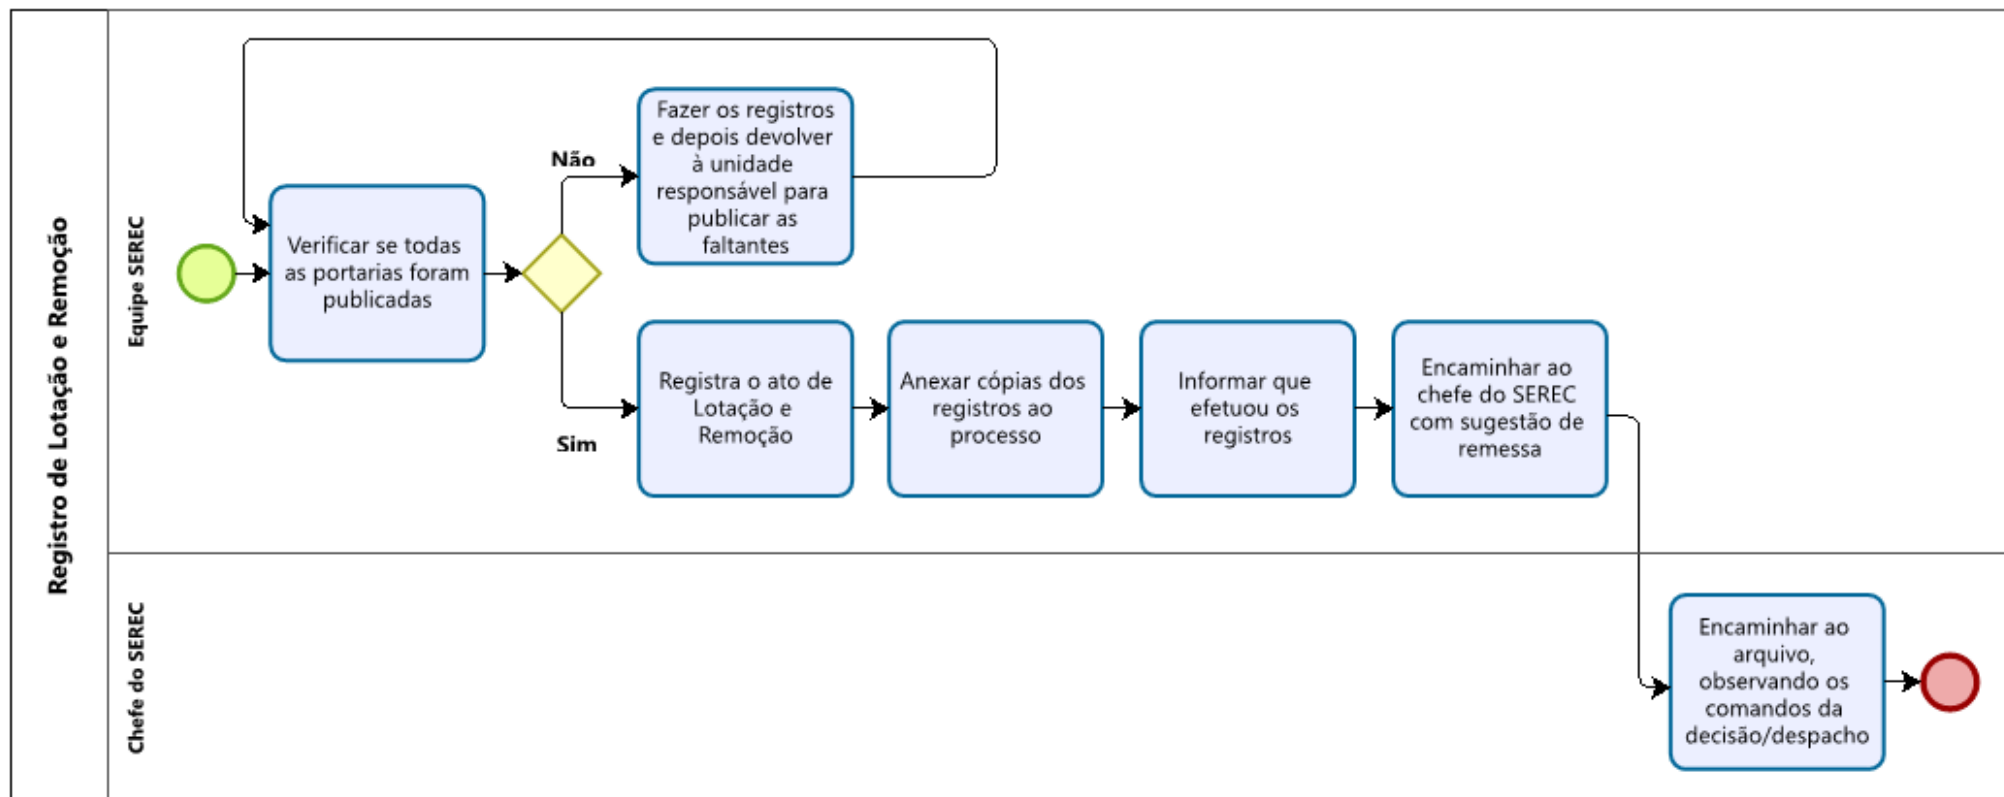 Registro de Lotação e Remoção
Equipe SEREC
Verificar se todas
as portarias foram
publicadas
Não
Fazer os registros
e depois devolver
à unidade
responsável para
publicar as
faltantes
Sim
Registra o ato de
Lotação e
Remoção
Anexar cópias dos
registros ao
processo
Informar que
efetuou os
registros
Encaminhar ao
chefe do SEREC
com sugestão de
remessa
Chefe do SEREC
Encaminhar ao
arquivo,
observando os
comandos da
decisão/despacho